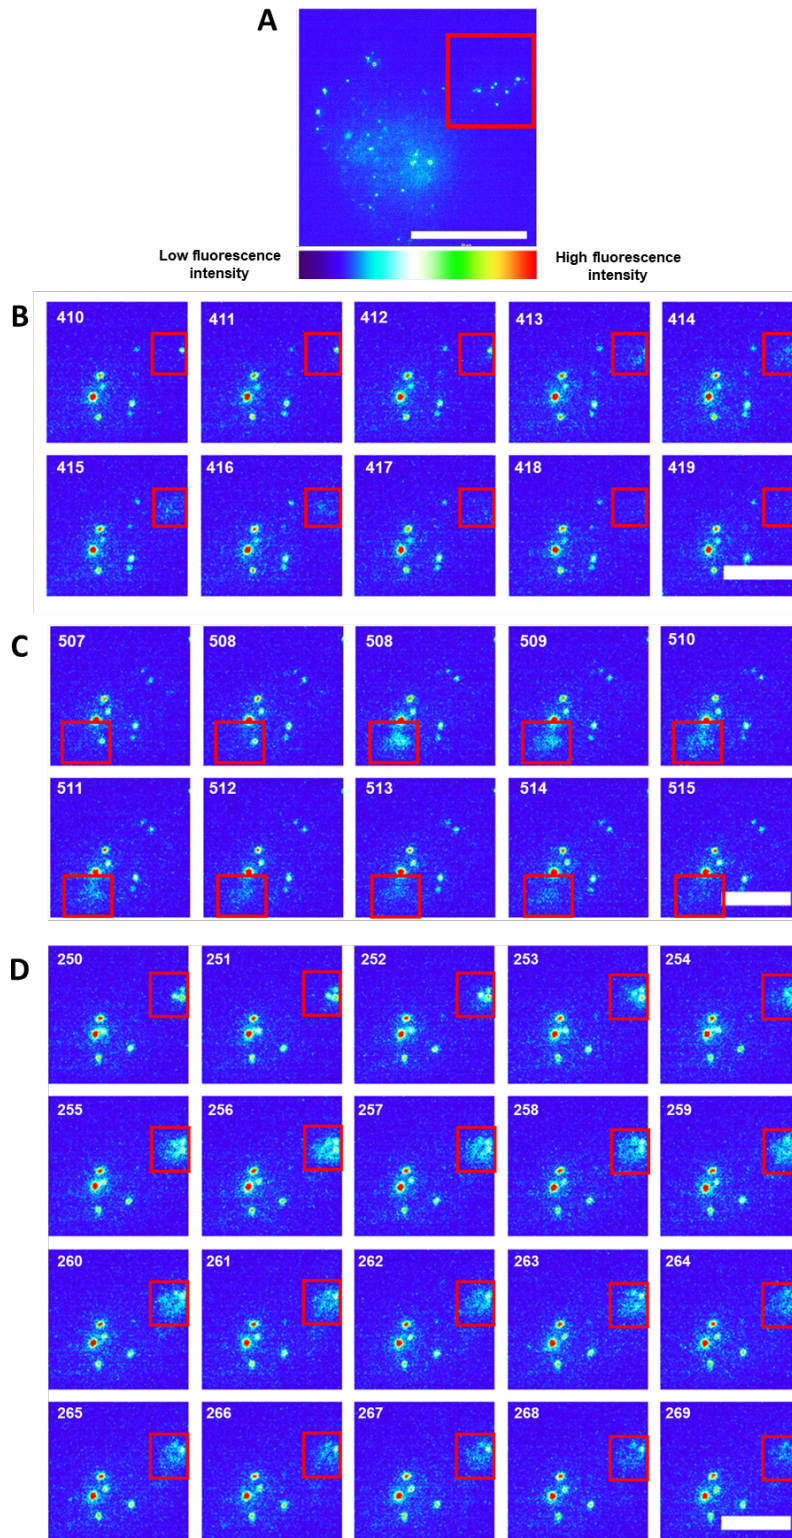 A
Low fluorescence
intensity
High fluorescence
intensity
B
410 411 412 413 414
415 416 417 418 419
C
507 508 508 509 510
511 512 513 514 515
D
250 251 252 253 254
255 256 257 258 259
260 261 262 263 264
265 266 267 268 269